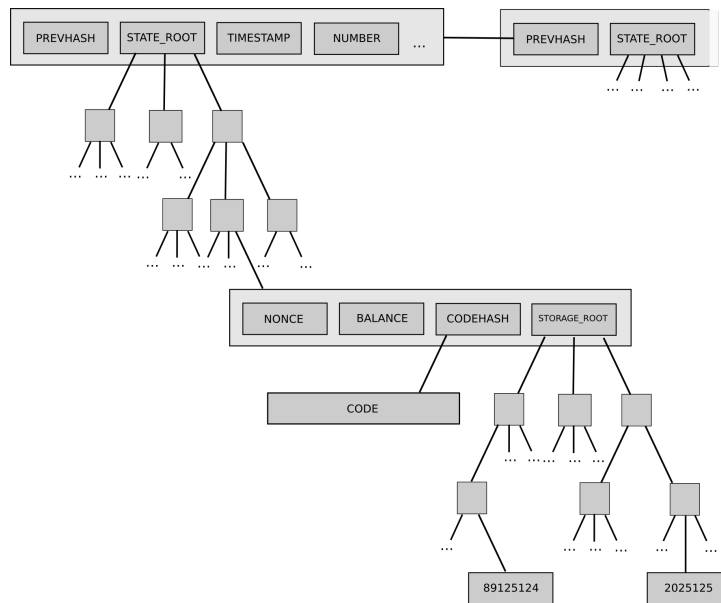 PREVHASH STATE_ROOT TIMESTAMP NUMBER ...
PREVHASH STATE_ROOT
... ... ... ...
... ... ... ... ...
... ... ... ... ... ...
NONCE BALANCE CODEHASH STORAGE_ROOT
CODE
... ... ... ... ...
... ... ... ... ... ...
89125124 2025125